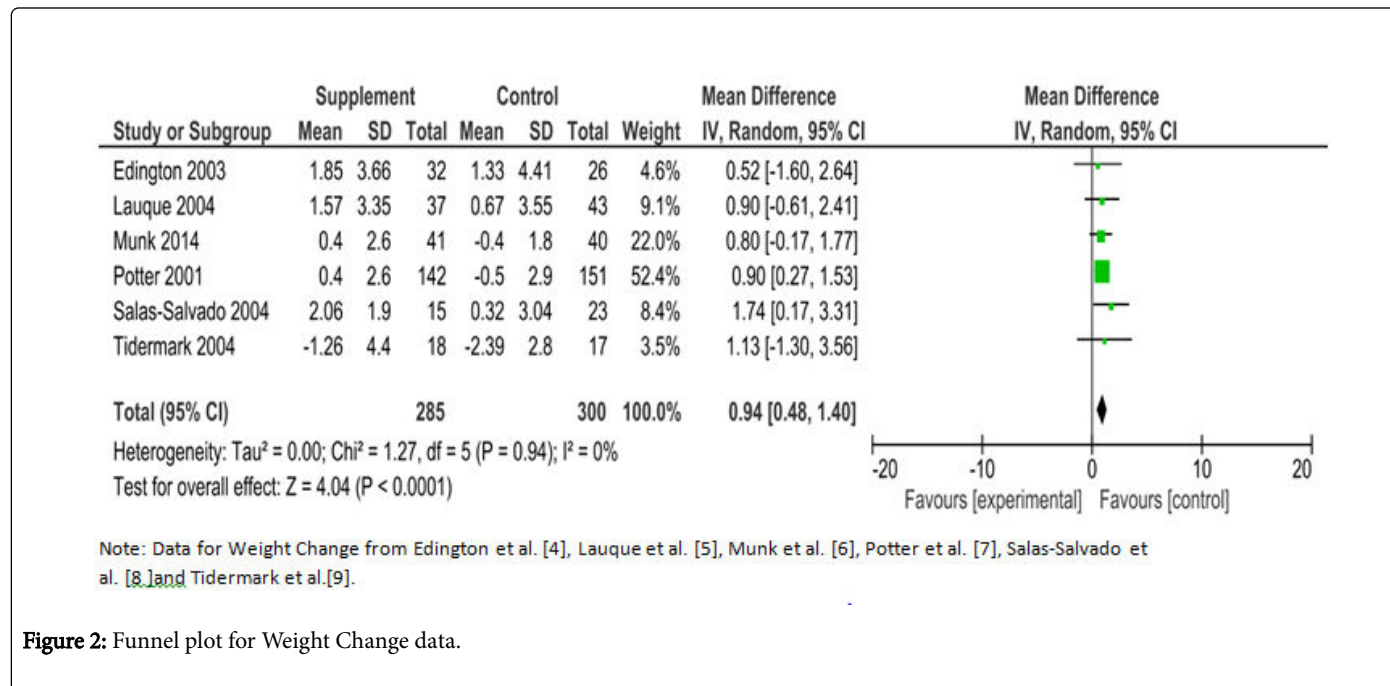 Supplement Control Mean Difference Mean Difference
Study or Subgroup Mean SD Total Mean SD Total Weight IV, Random, 95% CI IV, Random, 95% CI
Edington 2003 1.85 3.66 32 1.33 4.41 26 4.6% 0.52 [-1.60, 2.64]
Lauque 2004 1.57 3.35 37 0.67 3.55 43 9.1% 0.90 [-0.61, 2.41]
Munk 2014 0.4 2.6 41 -0.4 1.8 40 22.0% 0.80 [-0.17, 1.77]
Potter 2001 0.4 2.6 142 -0.5 2.9 151 52.4% 0.90 [0.27, 1.53]
Salas-Salvado 2004 2.06 1.9 15 0.32 3.04 23 8.4% 1.74 [0.17, 3.31]
Tidermark 2004 -1.26 4.4 18 -2.39 2.8 17 3.5% 1.13 [-1.30, 3.56]
Total (95% CI) 285 300 100.0% 0.94 [0.48, 1.40]
Heterogeneity: Tau² = 0.00; Chi² = 1.27, df = 5 (P = 0.94); I² = 0%
Test for overall effect: Z = 4.04 (P < 0.0001)
-20 -10 0 10 20
Favours [experimental] Favours [control]
Note: Data for Weight Change from Edington et al. [4], Lauque et al. [5], Munk et al. [6], Potter et al. [7], Salas-Salvado et
al. [8 ]and Tidermark et al.[9].
Figure 2: Funnel plot for Weight Change data.